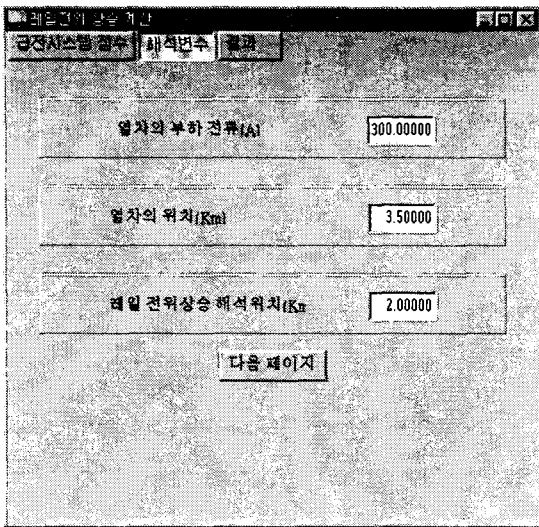 레일전위 상승 계산
급전시스템 정수 해석변수 결과
열차의 부하 전류[A] 300.00000
열차의 위치[Km] 3.50000
레일 전위상승 해석위치[Km 2.00000
다음 페이지